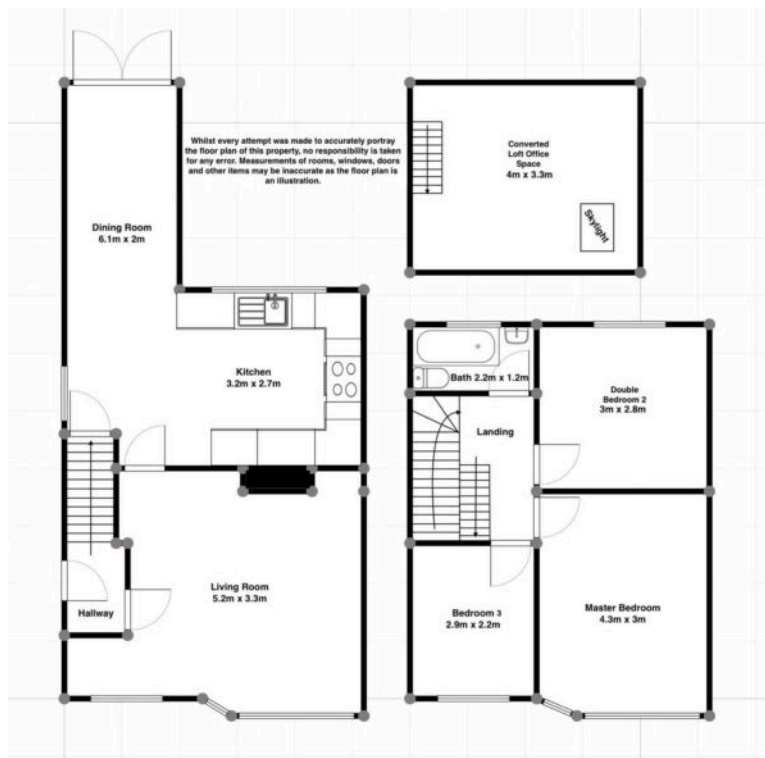 Whilst every attempt was made to accurately portray
the floor plan of this property, no responsibility is taken
for any error. Measurements of rooms, windows, doors
and other items may be inaccurate as the floor plan is
an illustration.
Converted
Loft Office
Space
4m x 3.3m
Skylight
Dining Room
6.1m x 2m
Kitchen
3.2m x 2.7m
Bath 2.2m x 1.2m
Double
Bedroom 2
3m x 2.8m
Landing
Living Room
5.2m x 3.3m
Hallway
Bedroom 3
2.9m x 2.2m
Master Bedroom
4.3m x 3m